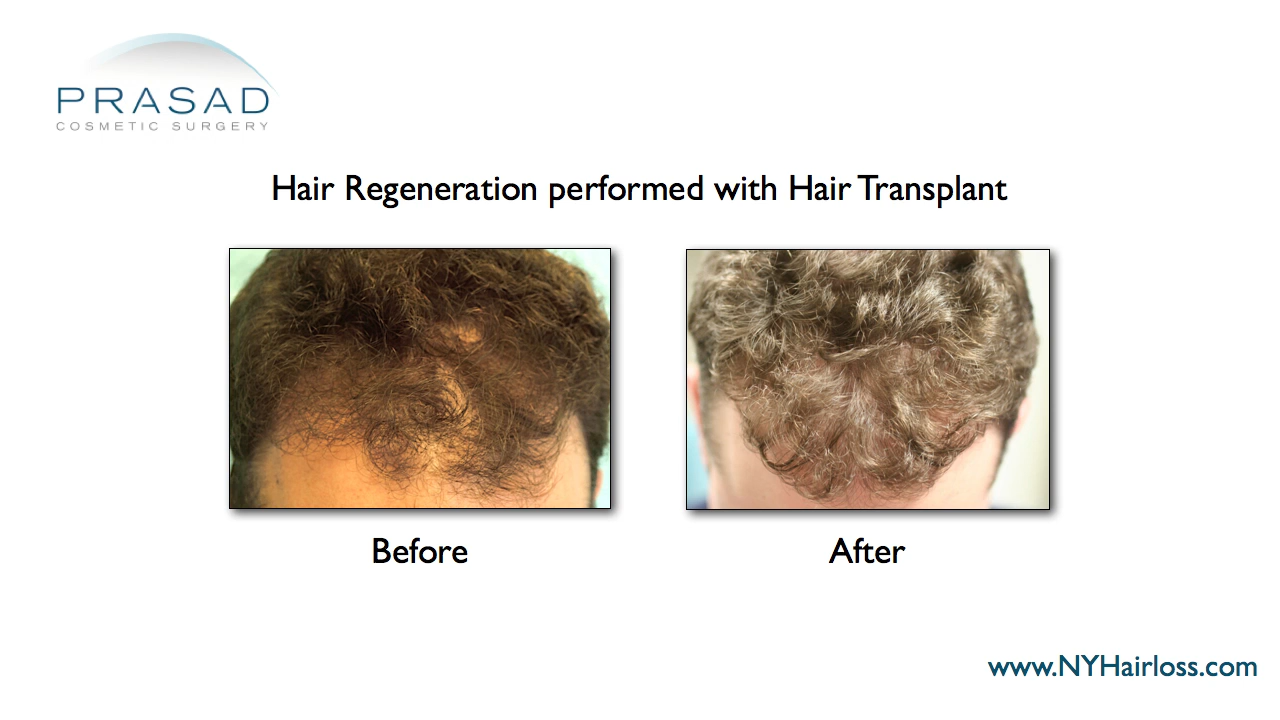 PRASAD
COSMETIC SURGERY
Hair Regeneration performed with Hair Transplant
Before
After
www.NYHairloss.com